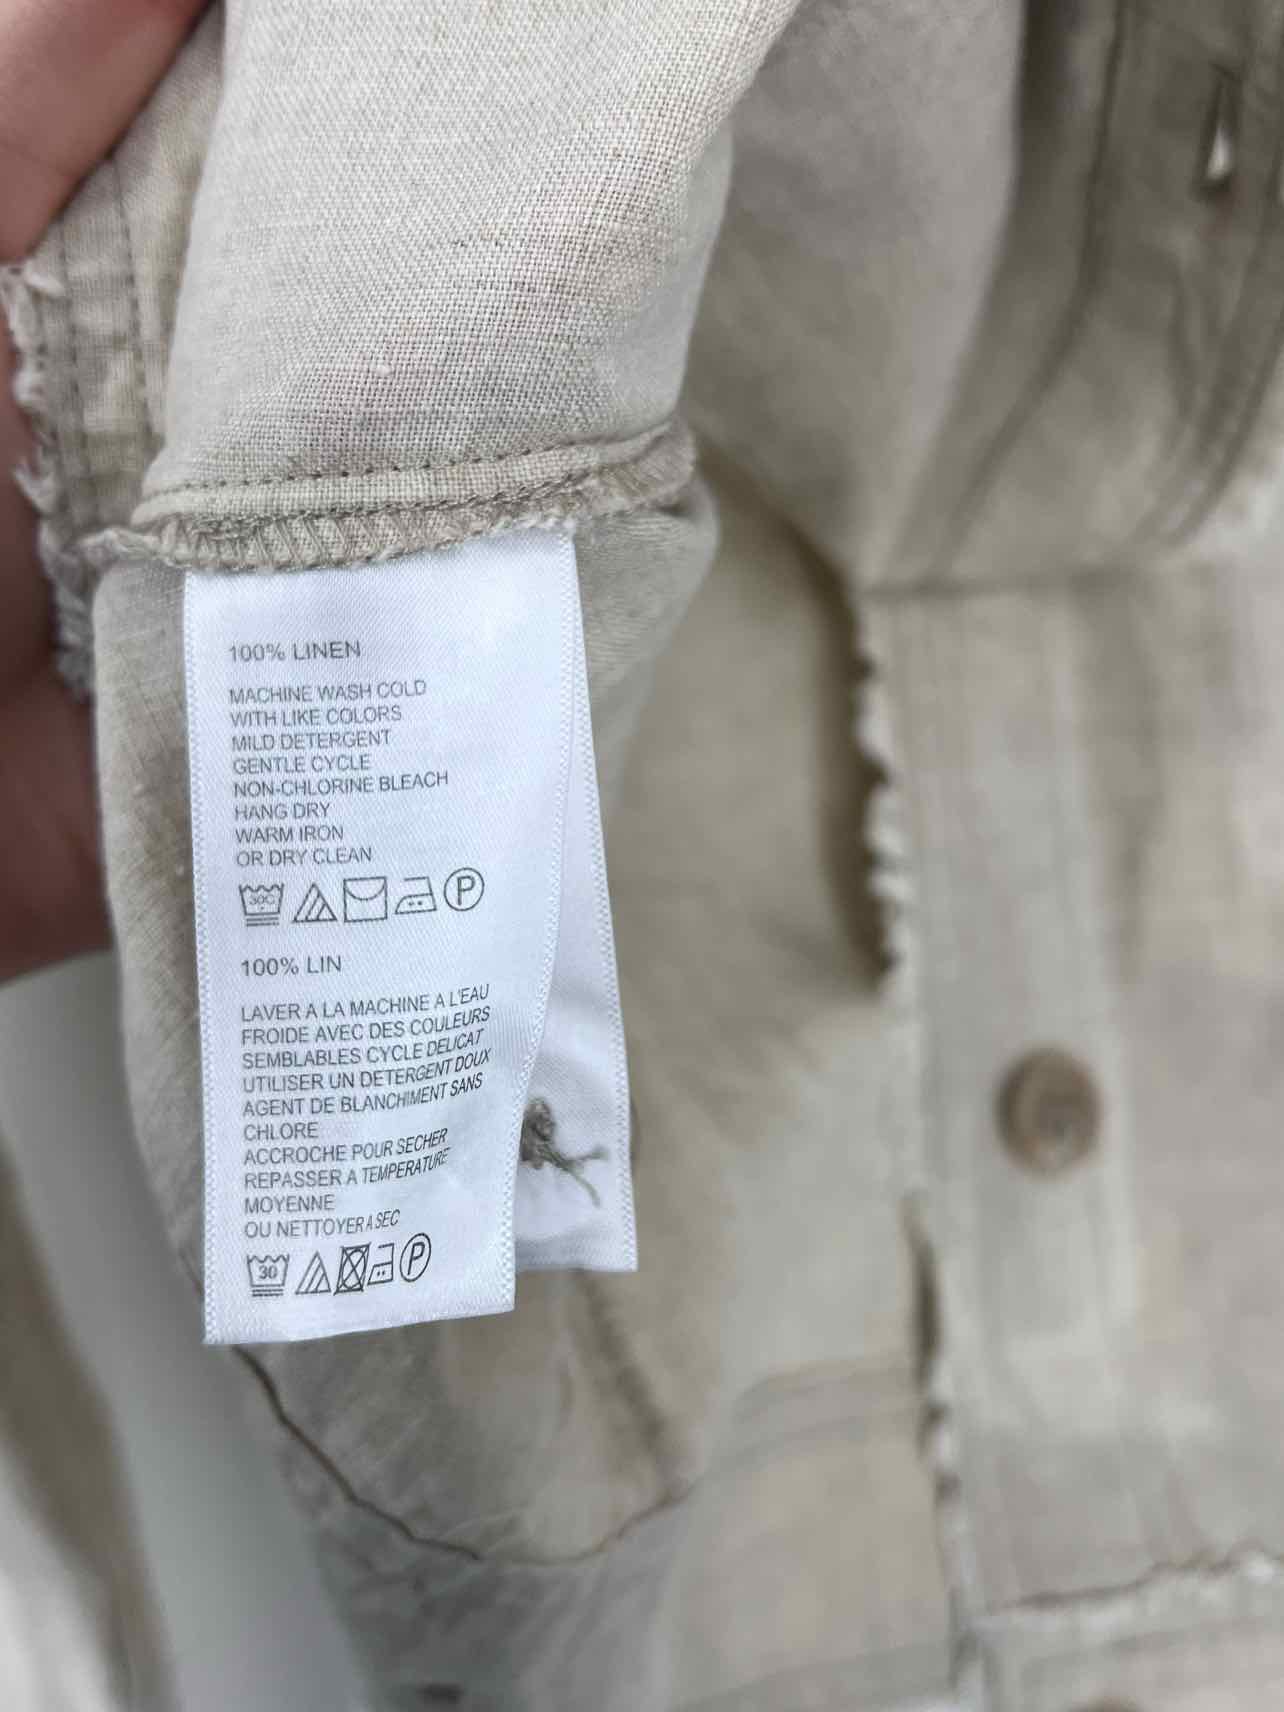 100% LINEN
MACHINE WASH COLD
WITH LIKE COLORS
MILD DETERGENT
GENTLE CYCLE
NON-CHLORINE BLEACH
HANG DRY
WARM IRON
OR DRY CLEAN
30C P
100% LIN
LAVER A LA MACHINE A L'EAU
FROIDE AVEC DES COULEURS
SEMBLABLES CYCLE DELICAT
UTILISER UN DETERGENT DOUX
AGENT DE BLANCHIMENT SANS
CHLORE
ACCROCHE POUR SECHER
REPASSER A TEMPERATURE
MOYENNE
OU NETTOYER A SEC
30 P